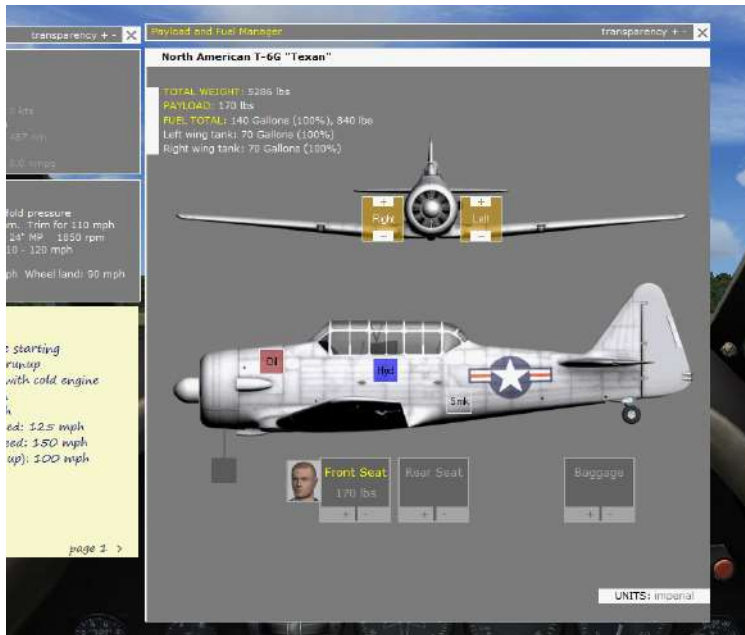 transparency + -
kts
fold pressure
m. Trim for 110 mph
24" MP 1850 rpm
10 - 120 mph
ph Wheel land: 90 mph
e starting
runup
with cold engine
ed: 125 mph
eed: 150 mph
up): 100 mph
page 1 >
Payload and Fuel Manager
transparency + -
North American T-6G "Texan"
TOTAL WEIGHT: 5286 lbs
PAYLOAD: 170 lbs
FUEL TOTAL: 140 Gallons (100%), 840 lbs
Left wing tank: 70 Gallons (100%)
Right wing tank: 70 Gallons (100%)
+ +
Right Left
- -
Oil
Hyd
Smk
Front Seat Rear Seat Baggage
170 lbs
+ - + - + -
UNITS: imperial